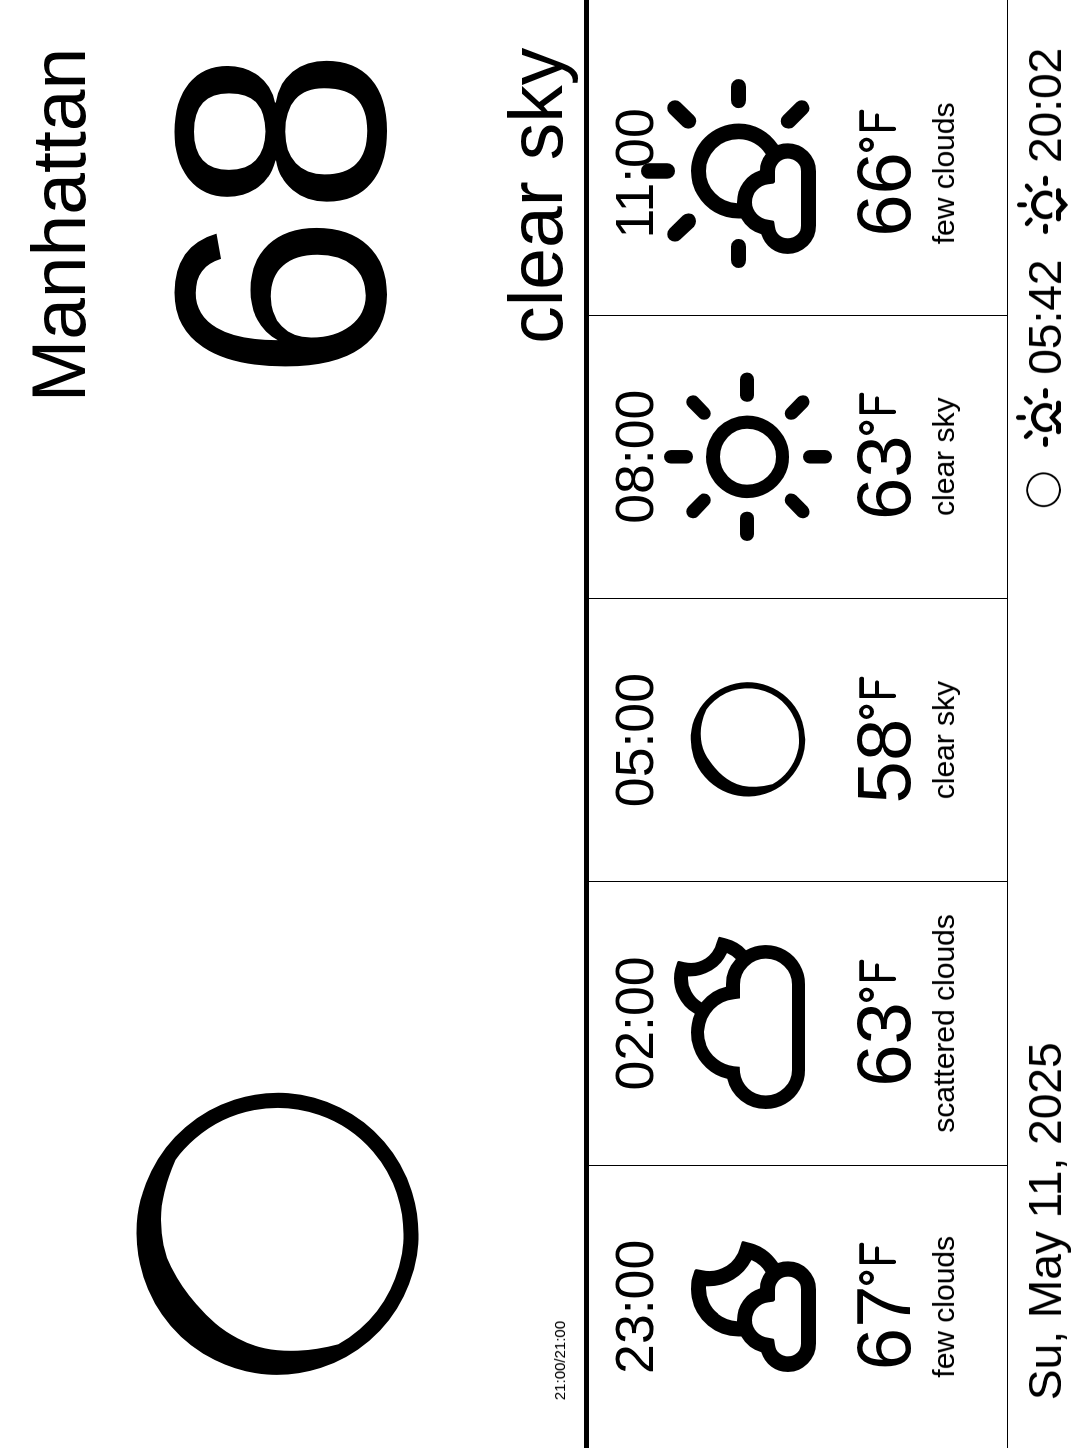 Manhattan
68
clear sky
21:00/21:00
23:00
67°F
few clouds
02:00
63°F
scattered clouds
05:00
58°F
clear sky
08:00
63°F
clear sky
11:00
66°F
few clouds
Su, May 11, 2025 05:42 20:02